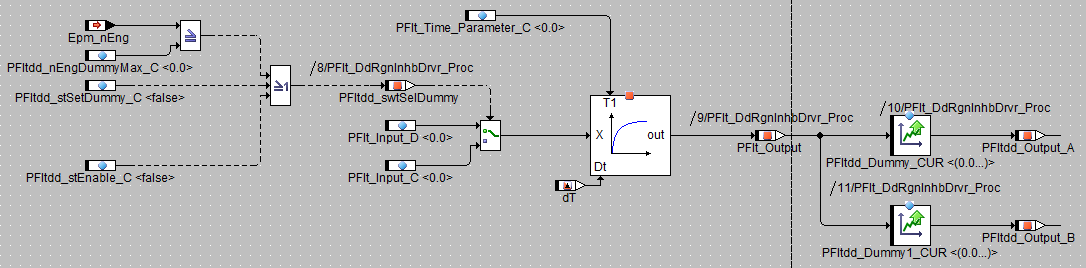 Epm_nEng
PFltdd_nEngDummyMax_C <0.0>
PFltdd_stSetDummy_C <false>
PFltdd_stEnable_C <false>
≥
≥1
/8/PFlt_DdRgnInhbDrvr_Proc
PFltdd_swtSelDummy
PFlt_Input_D <0.0>
PFlt_Input_C <0.0>
PFlt_Time_Parameter_C <0.0>
T1
X
out
Dt
dT
/9/PFlt_DdRgnInhbDrvr_Proc
PFlt_Output
/10/PFlt_DdRgnInhbDrvr_Proc
PFltdd_Dummy_CUR <(0.0...)>
PFltdd_Output_A
/11/PFlt_DdRgnInhbDrvr_Proc
PFltdd_Dummy1_CUR <(0.0...)>
PFltdd_Output_B